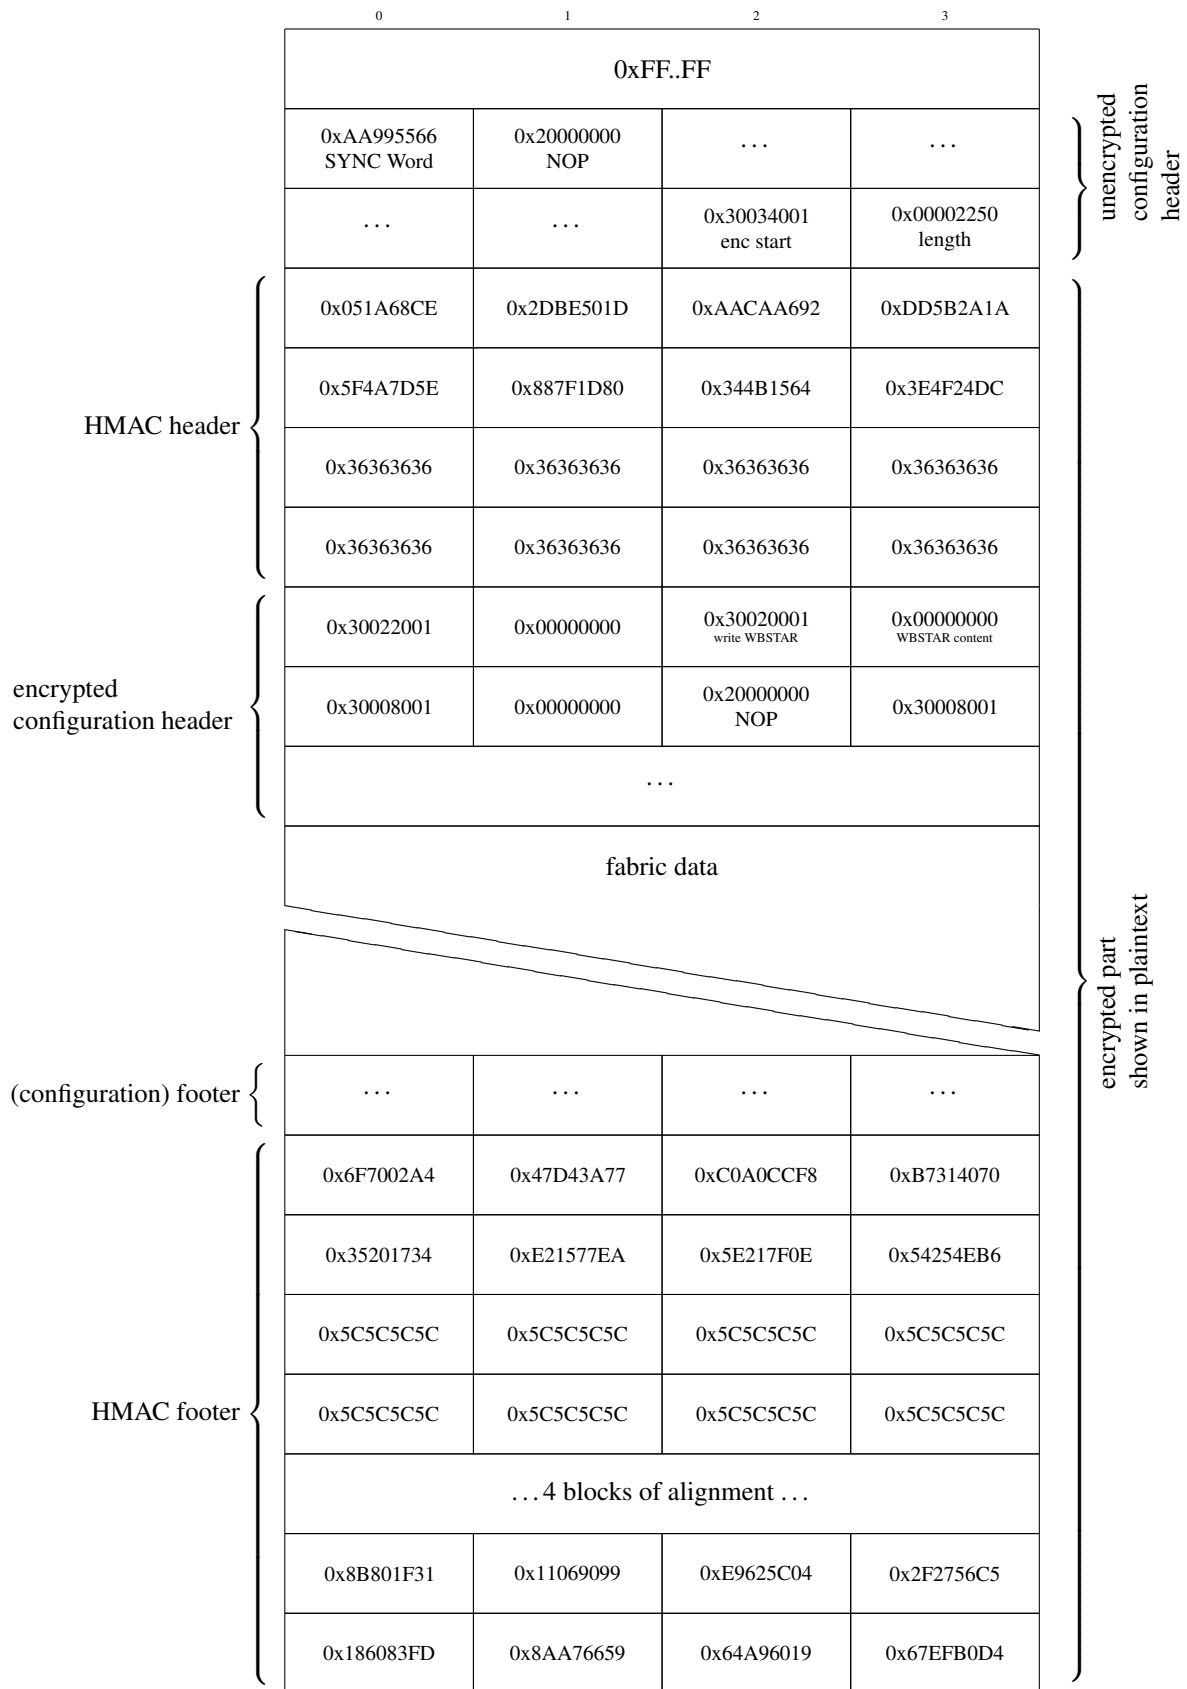 0 1 2 3
0xFF..FF
0xAA995566 0x20000000 ... ...
SYNC Word NOP
... ... 0x30034001 0x00002250
enc start length
unencrypted
configuration
header
0x051A68CE 0x2DBE501D 0xAACAA692 0xDD5B2A1A
0x5F4A7D5E 0x887F1D80 0x344B1564 0x3E4F24DC
HMAC header
0x36363636 0x36363636 0x36363636 0x36363636
0x36363636 0x36363636 0x36363636 0x36363636
0x30022001 0x00000000 0x30020001 0x00000000
write WBSTAR WBSTAR content
encrypted
configuration header
0x30008001 0x00000000 0x20000000 0x30008001
NOP
...
fabric data
encrypted part
shown in plaintext
(configuration) footer ... ... ... ...
0x6F7002A4 0x47D43A77 0xC0A0CCF8 0xB7314070
0x35201734 0xE21577EA 0x5E217F0E 0x54254EB6
0x5C5C5C5C 0x5C5C5C5C 0x5C5C5C5C 0x5C5C5C5C
HMAC footer 0x5C5C5C5C 0x5C5C5C5C 0x5C5C5C5C 0x5C5C5C5C
...4 blocks of alignment ...
0x8B801F31 0x11069099 0xE9625C04 0x2F2756C5
0x186083FD 0x8AA76659 0x64A96019 0x67EFB0D4